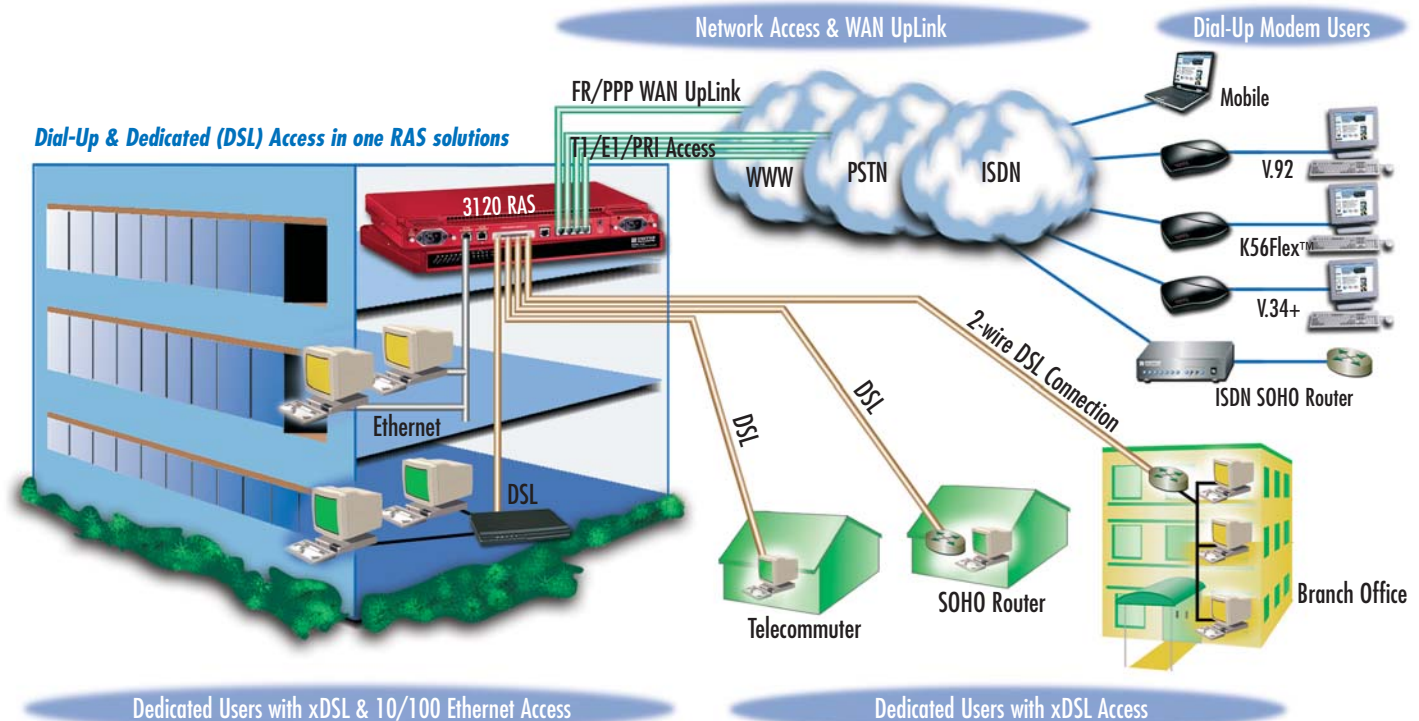 Network Access & WAN UpLink
Dial-Up Modem Users
FR/PPP WAN UpLink
Mobile
Dial-Up & Dedicated (DSL) Access in one RAS solutions
T1/E1/PRI Access
WWW
PSTN
ISDN
V.92
3120 RAS
K56Flex™
V.34+
2-wire DSL Connection
ISDN SOHO Router
Ethernet
DSL
DSL
DSL
SOHO Router
Branch Office
Telecommuter
Dedicated Users with xDSL & 10/100 Ethernet Access
Dedicated Users with xDSL Access